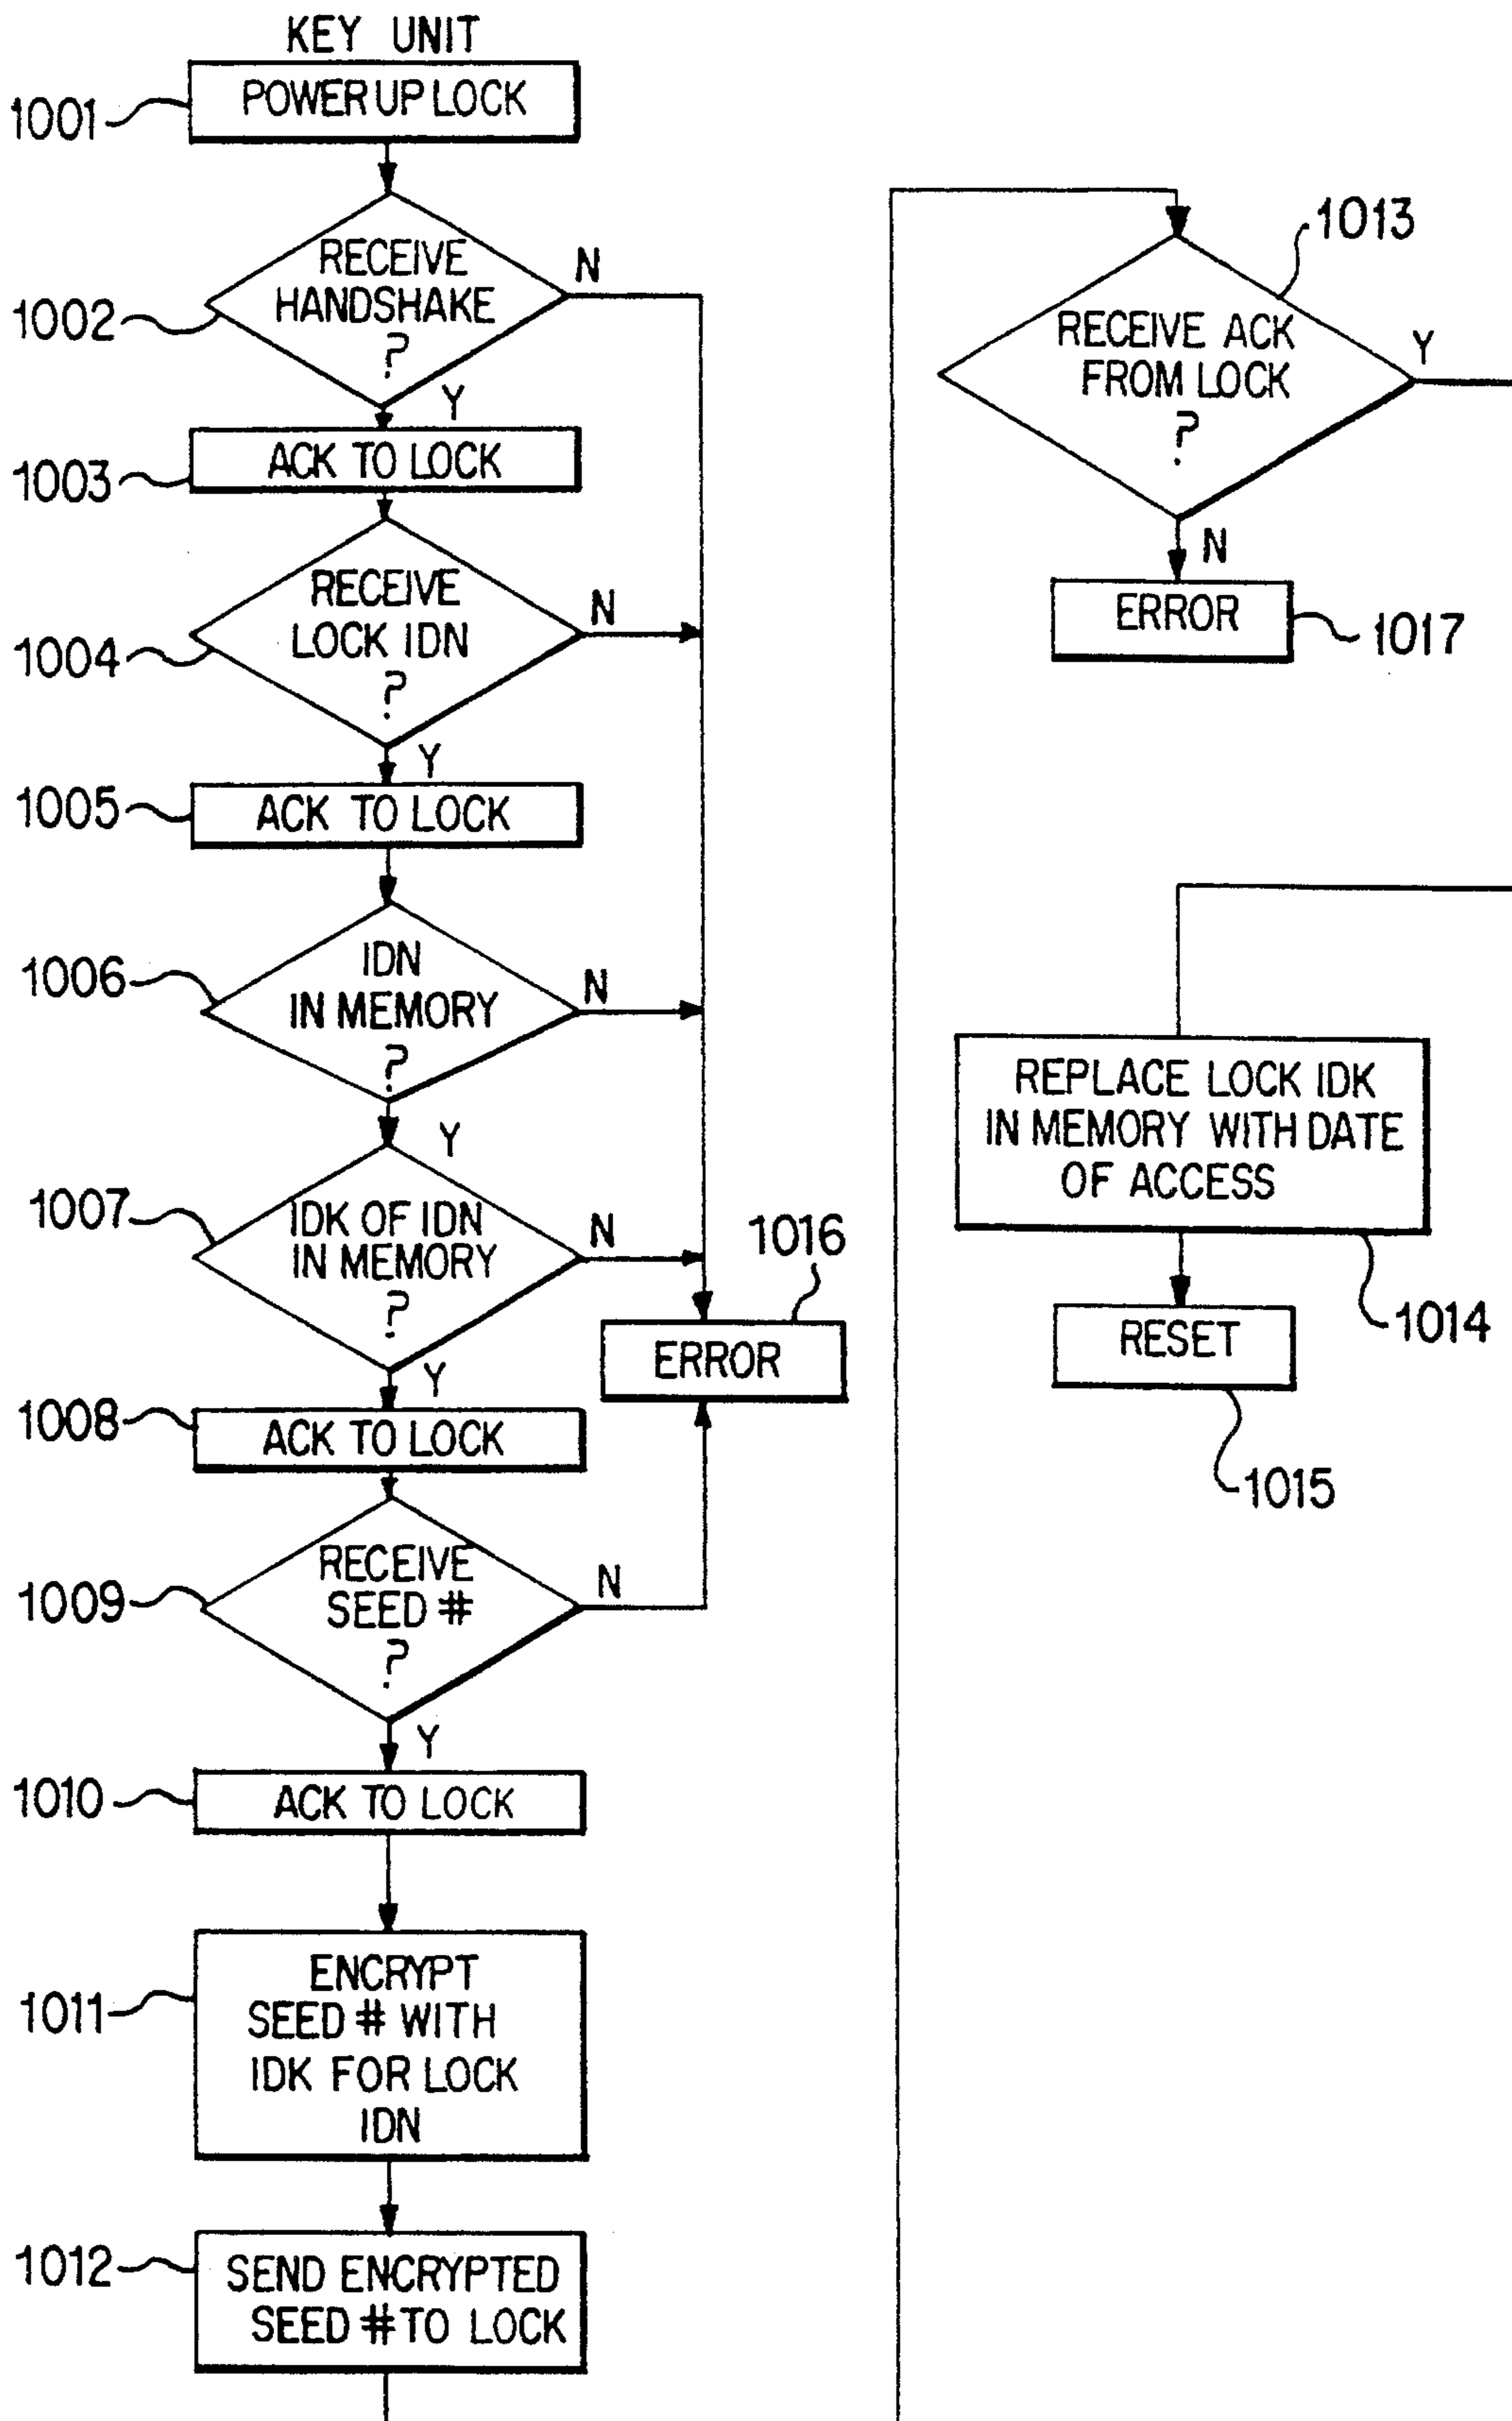 KEY UNIT
POWER UP LOCK
1001
RECEIVE
HANDSHAKE
?
N
1002
Y
ACK TO LOCK
1003
RECEIVE
LOCK IDN
?
N
1004
Y
ACK TO LOCK
1005
IDN
IN MEMORY
?
N
1006
Y
IDK OF IDN
IN MEMORY
?
N
1007
Y
1016
ERROR
ACK TO LOCK
1008
RECEIVE
SEED #
?
N
1009
Y
ACK TO LOCK
1010
ENCRYPT
SEED # WITH
IDK FOR LOCK
IDN
1011
SEND ENCRYPTED
SEED # TO LOCK
1012
1013
RECEIVE ACK
FROM LOCK
?
Y
N
ERROR
1017
REPLACE LOCK IDK
IN MEMORY WITH DATE
OF ACCESS
1014
RESET
1015